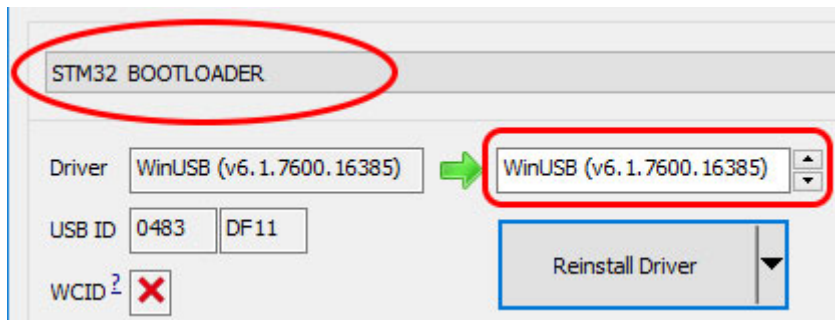 STM32 BOOTLOADER
Driver WinUSB (v6.1.7600.16385) WinUSB (v6.1.7600.16385)
USB ID 0483 DF11
Reinstall Driver
WCID ?